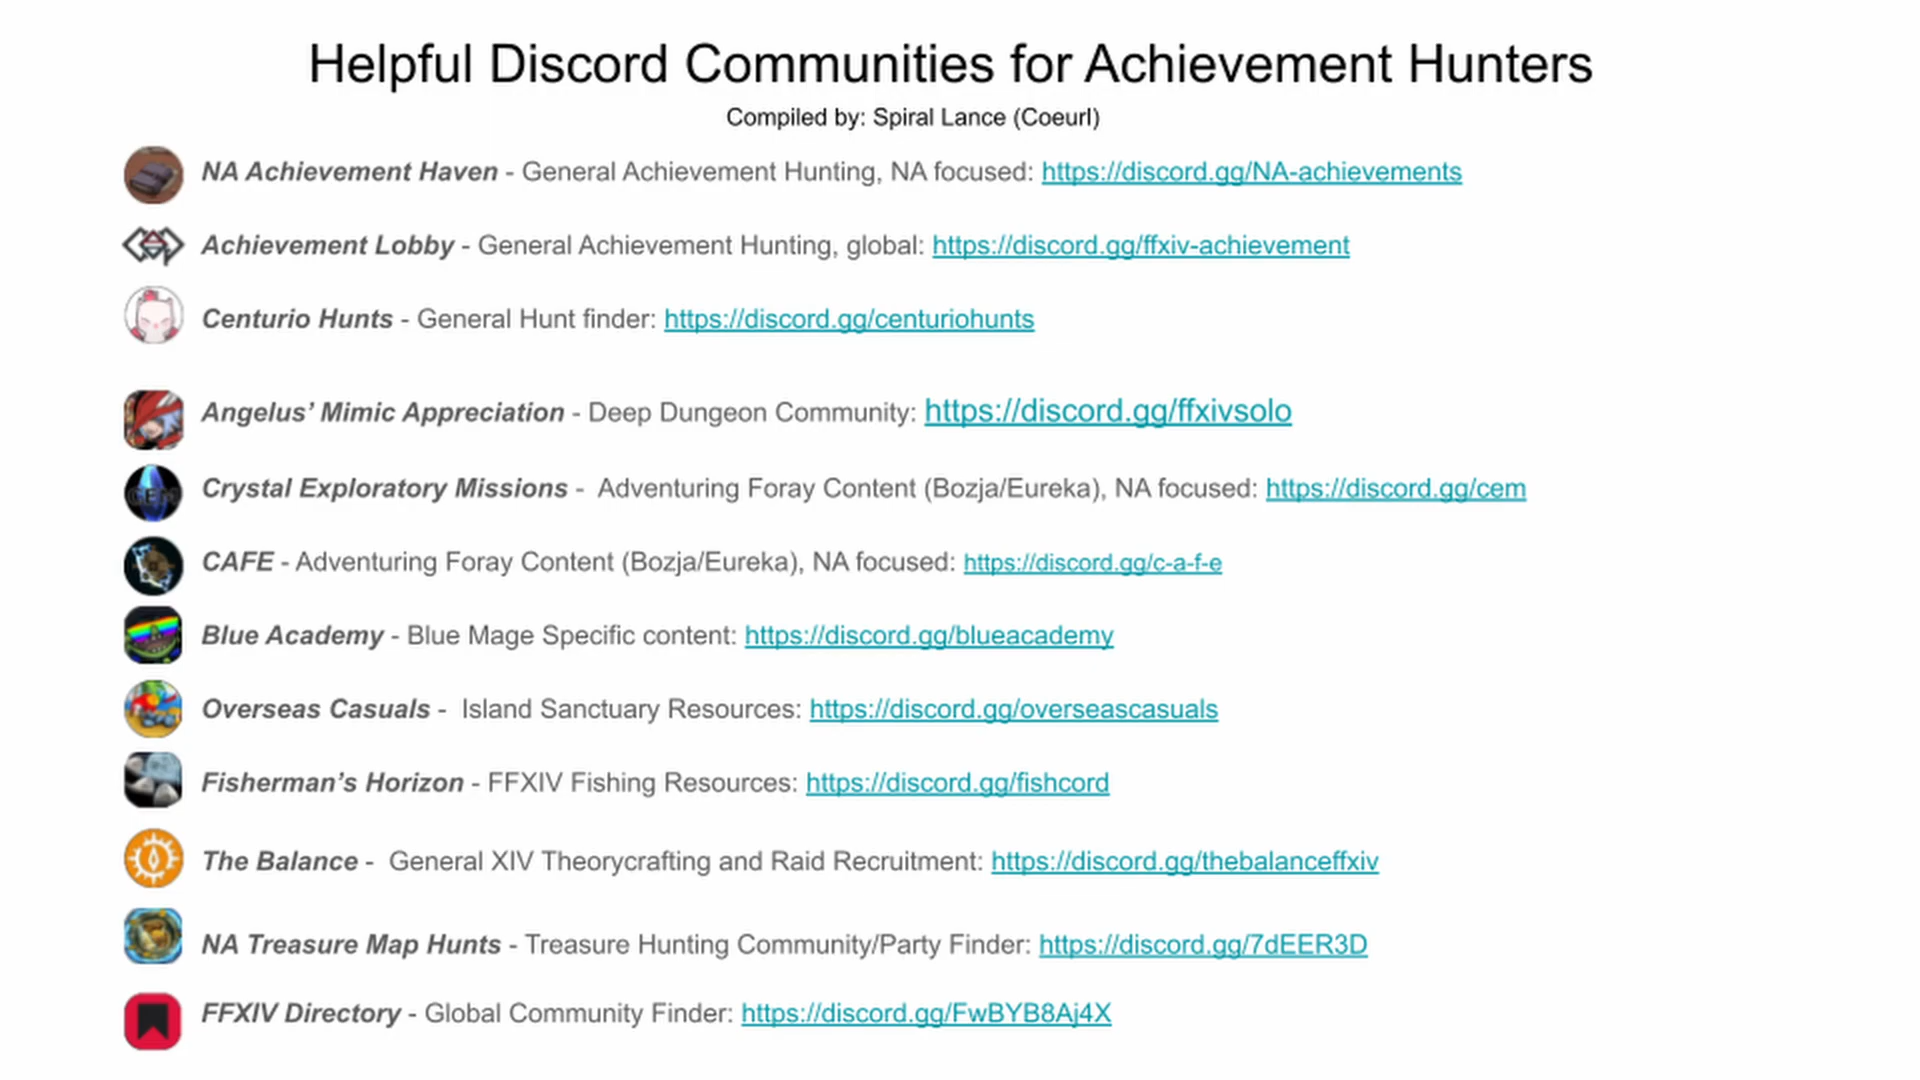 Helpful Discord Communities for Achievement Hunters
Compiled by: Spiral Lance (Coeurl)
NA Achievement Haven - General Achievement Hunting, NA focused: https://discord.gg/NA-achievements
Achievement Lobby - General Achievement Hunting, global: https://discord.gg/ffxiv-achievement
Centurio Hunts - General Hunt finder: https://discord.gg/centuriohunts
Angelus’ Mimic Appreciation - Deep Dungeon Community: https://discord.gg/ffxivsolo
Crystal Exploratory Missions - Adventuring Foray Content (Bozja/Eureka), NA focused: https://discord.gg/cem
CAFE - Adventuring Foray Content (Bozja/Eureka), NA focused: https://discord.gg/c-a-f-e
Blue Academy - Blue Mage Specific content: https://discord.gg/blueacademy
Overseas Casuals - Island Sanctuary Resources: https://discord.gg/overseascasuals
Fisherman’s Horizon - FFXIV Fishing Resources: https://discord.gg/fishcord
The Balance - General XIV Theorycrafting and Raid Recruitment: https://discord.gg/thebalanceffxiv
NA Treasure Map Hunts - Treasure Hunting Community/Party Finder: https://discord.gg/7dEER3D
FFXIV Directory - Global Community Finder: https://discord.gg/FwBYB8Aj4X